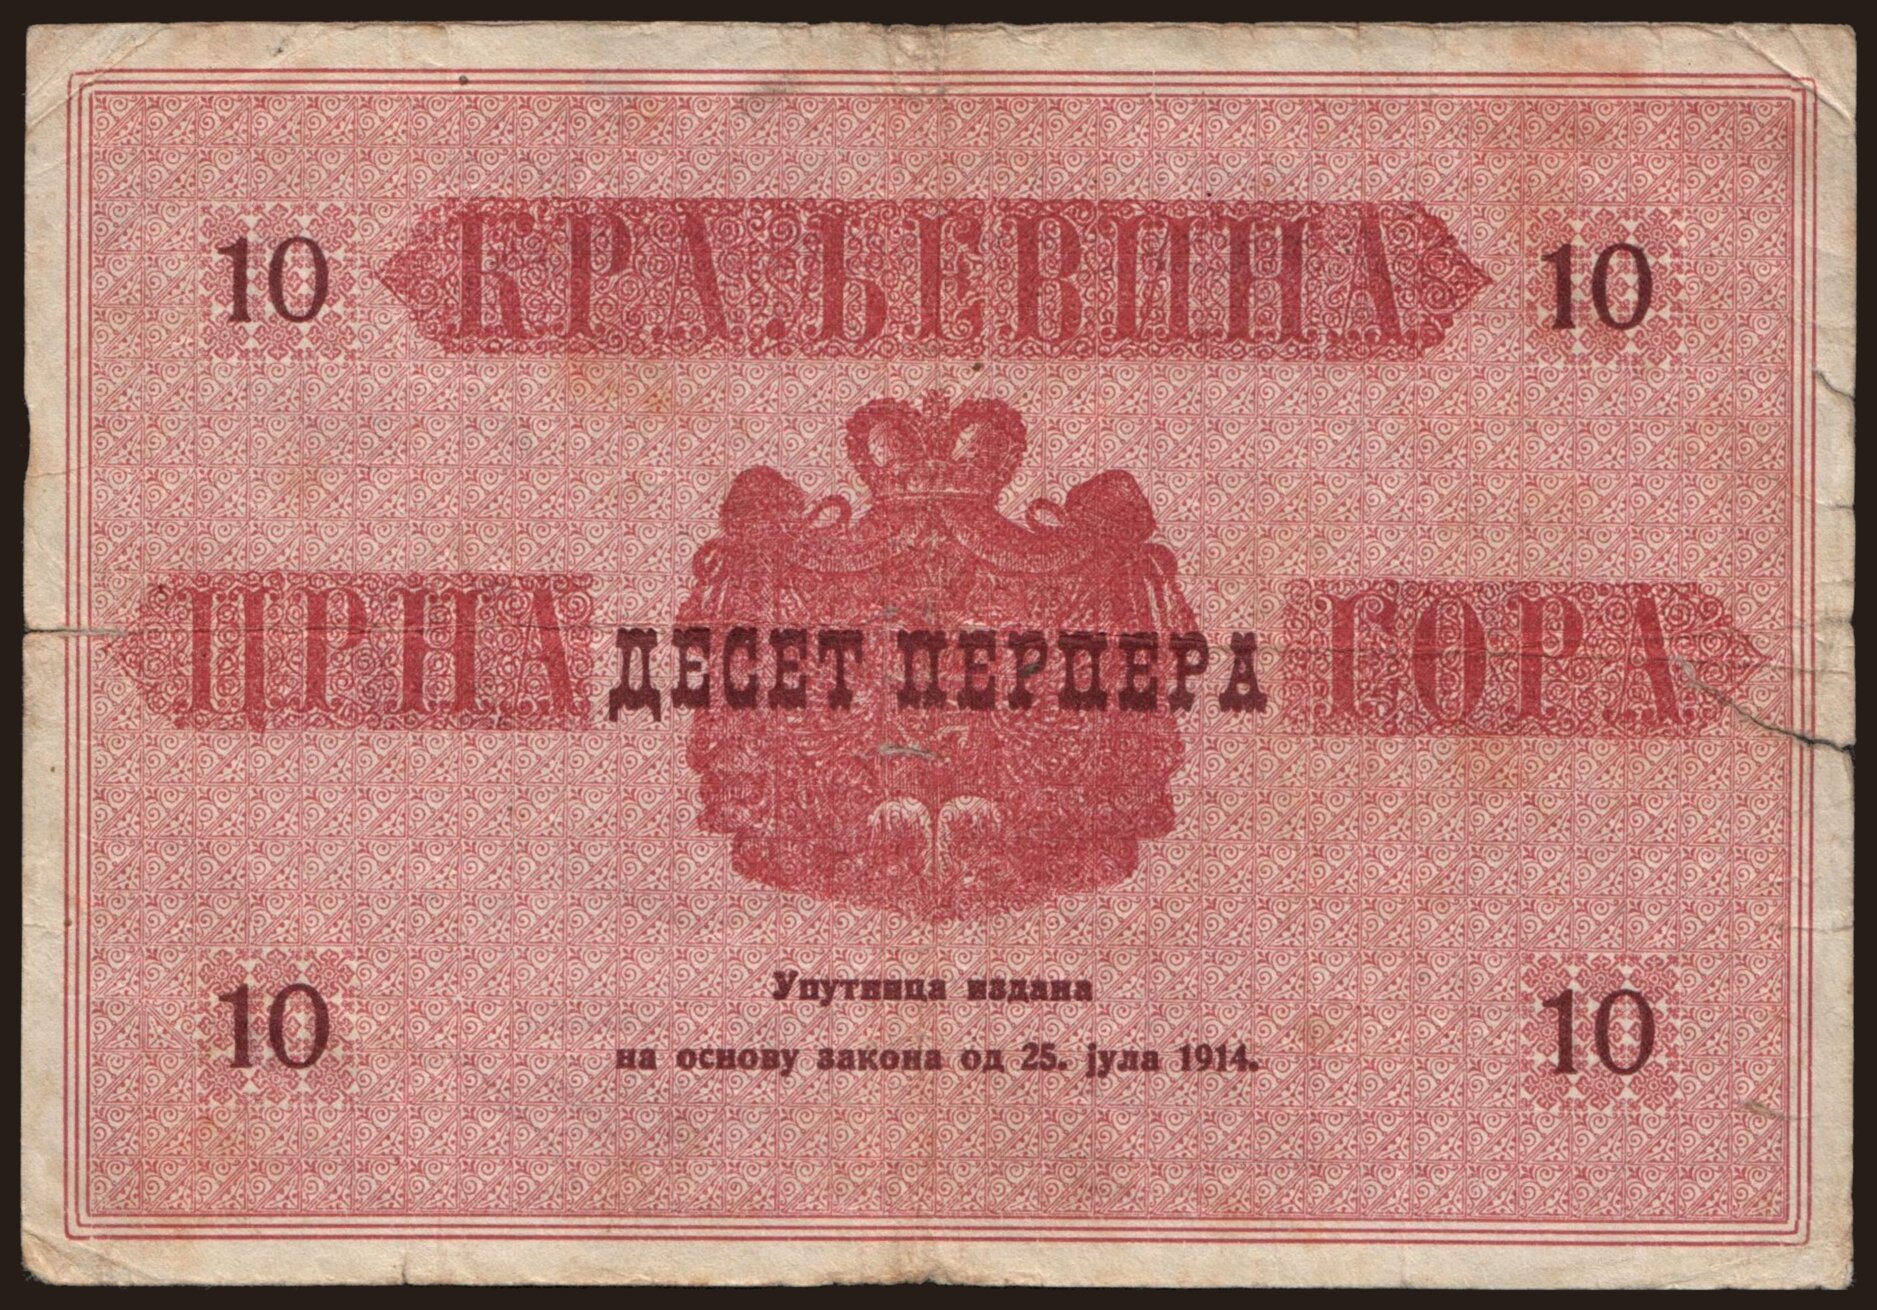 10 КРАЉЕВИНА 10
ЦРНА ДЕСЕТ ПЕРПЕРА ГОРА
10 10
Упутница издана
на основу закона од 25. јула 1914.